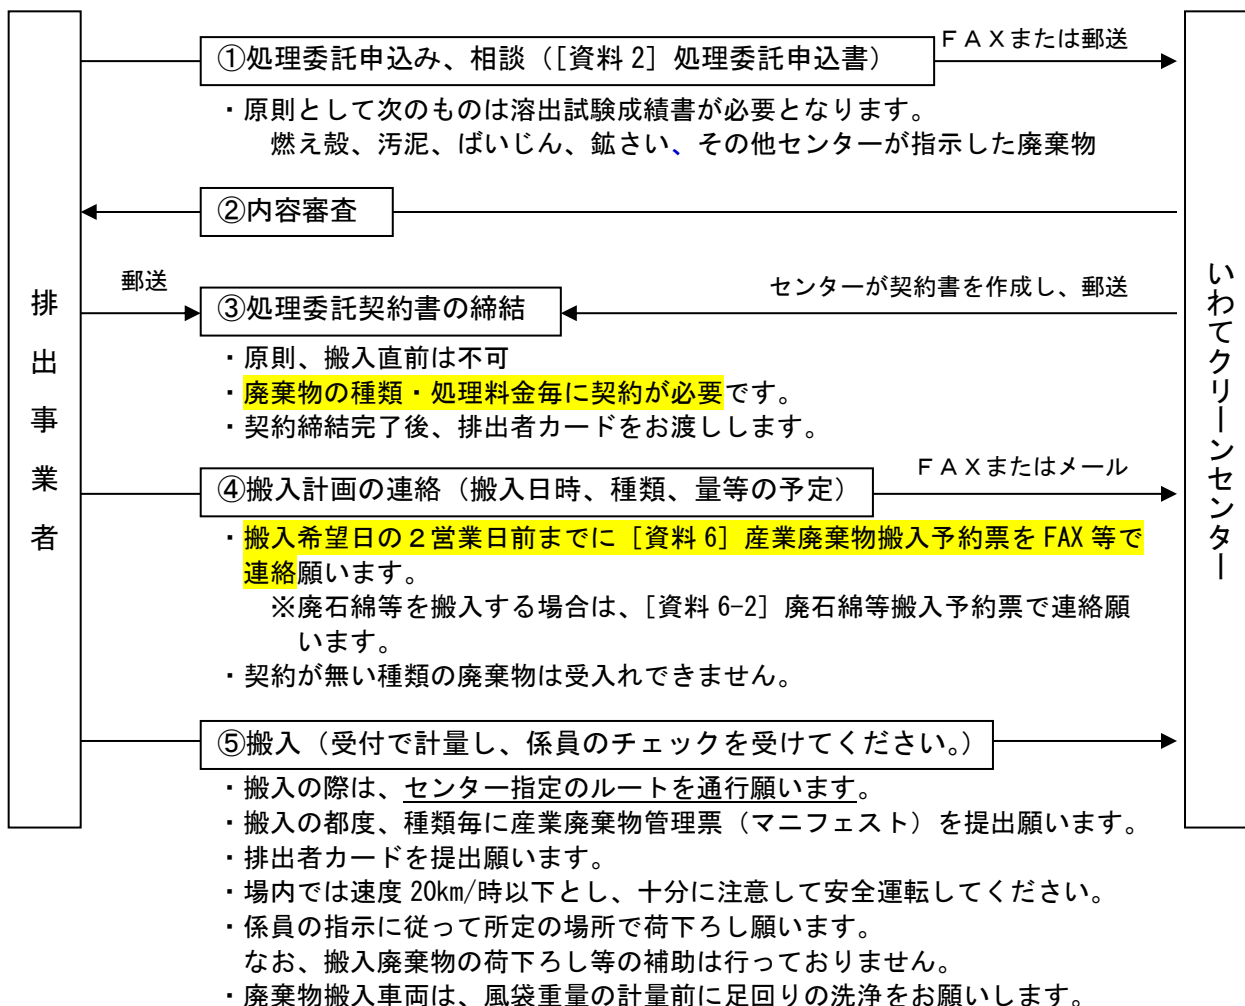 ＦＡＸまたは郵送
①処理委託申込み、相談（[資料 2] 処理委託申込書）
・原則として次のものは溶出試験成績書が必要となります。
燃え殻、汚泥、ばいじん、鉱さい、その他センターが指示した廃棄物
②内容審査
郵送
センターが契約書を作成し、郵送
③処理委託契約書の締結
・原則、搬入直前は不可
・廃棄物の種類・処理料金毎に契約が必要です。
・契約締結完了後、排出者カードをお渡しします。
ＦＡＸまたはメール
④搬入計画の連絡（搬入日時、種類、量等の予定）
・搬入希望日の２営業日前までに［資料 6］産業廃棄物搬入予約票を FAX 等で
連絡願います。
※廃石綿等を搬入する場合は、[資料 6-2］廃石綿等搬入予約票で連絡願
います。
・契約が無い種類の廃棄物は受入れできません。
⑤搬入（受付で計量し、係員のチェックを受けてください。）
・搬入の際は、センター指定のルートを通行願います。
・搬入の都度、種類毎に産業廃棄物管理票（マニフェスト）を提出願います。
・排出者カードを提出願います。
・場内では速度 20km/時以下とし、十分に注意して安全運転してください。
・係員の指示に従って所定の場所で荷下ろし願います。
なお、搬入廃棄物の荷下ろし等の補助は行っておりません。
・廃棄物搬入車両は、風袋重量の計量前に足回りの洗浄をお願いします。
排出事業者
いわてクリーンセンター